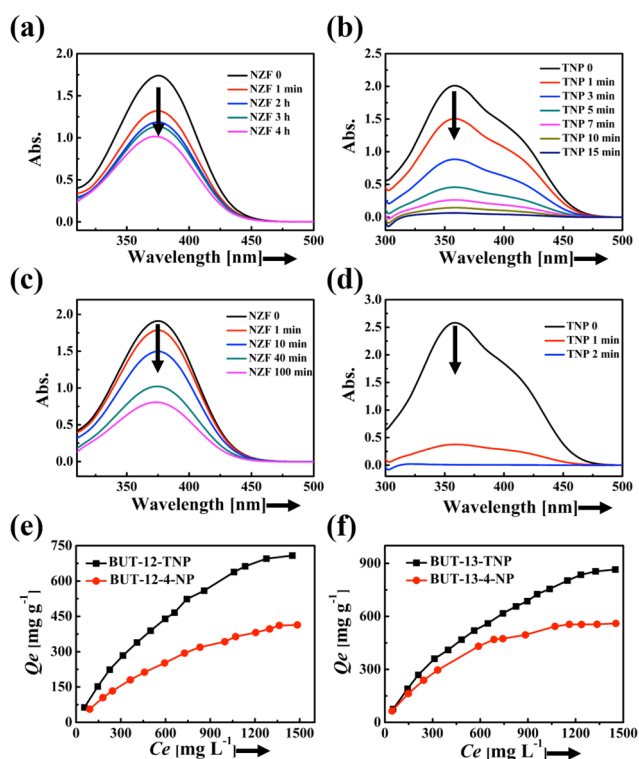 (a)
2.0
1.5
1.0
0.5
0.0
Abs.
350
400
450
500
Wavelength [nm]
NZF 0
NZF 1 min
NZF 2 h
NZF 3 h
NZF 4 h
(b)
2.5
2.0
1.5
1.0
0.5
0.0
Abs.
300
350
400
450
500
Wavelength [nm]
TNP 0
TNP 1 min
TNP 3 min
TNP 5 min
TNP 7 min
TNP 10 min
TNP 15 min
(c)
2.0
1.5
1.0
0.5
0.0
Abs.
350
400
450
500
Wavelength [nm]
NZF 0
NZF 1 min
NZF 10 min
NZF 40 min
NZF 100 min
(d)
3.0
2.5
2.0
1.5
1.0
0.5
0.0
Abs.
300
350
400
450
500
Wavelength [nm]
TNP 0
TNP 1 min
TNP 2 min
(e)
750
600
450
300
150
0
Qe [mg g-1]
0
300
600
900
1200
1500
Ce [mg L-1]
BUT-12-TNP
BUT-12-4-NP
(f)
900
600
300
0
Qe [mg g-1]
0
300
600
900
1200
1500
Ce [mg L-1]
BUT-13-TNP
BUT-13-4-NP